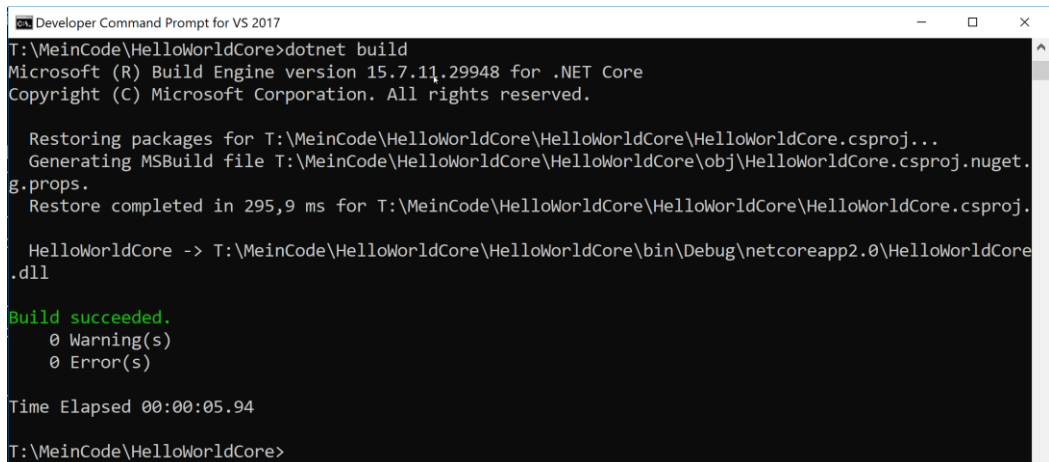 Developer Command Prompt for VS 2017
T:\MeinCode\HelloWorldCore>dotnet build
Microsoft (R) Build Engine version 15.7.11.29948 for .NET Core
Copyright (C) Microsoft Corporation. All rights reserved.
  Restoring packages for T:\MeinCode\HelloWorldCore\HelloWorldCore\HelloWorldCore.csproj...
  Generating MSBuild file T:\MeinCode\HelloWorldCore\HelloWorldCore\obj\HelloWorldCore.csproj.nuget.
g.props.
  Restore completed in 295,9 ms for T:\MeinCode\HelloWorldCore\HelloWorldCore\HelloWorldCore.csproj.
  HelloWorldCore -> T:\MeinCode\HelloWorldCore\HelloWorldCore\bin\Debug\netcoreapp2.0\HelloWorldCore
.dll
Build succeeded.
    0 Warning(s)
    0 Error(s)
Time Elapsed 00:00:05.94
T:\MeinCode\HelloWorldCore>